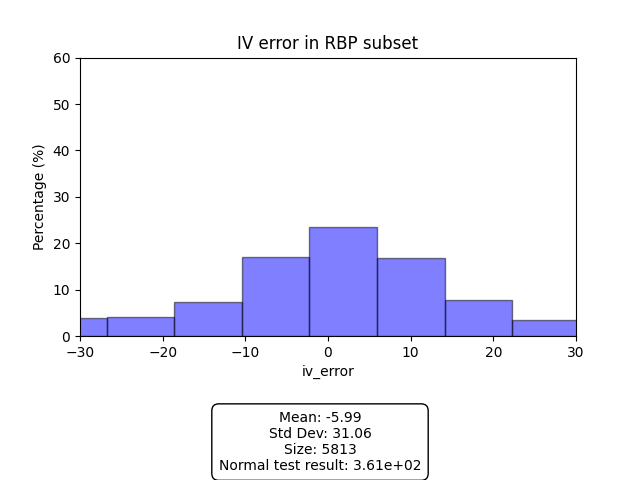 IV error in RBP subset
60
50
40
30
20
10
0
Percentage (%)
−30
−20
−10
0
10
20
30
iv_error
Mean: -5.99
Std Dev: 31.06
Size: 5813
Normal test result: 3.61e+02